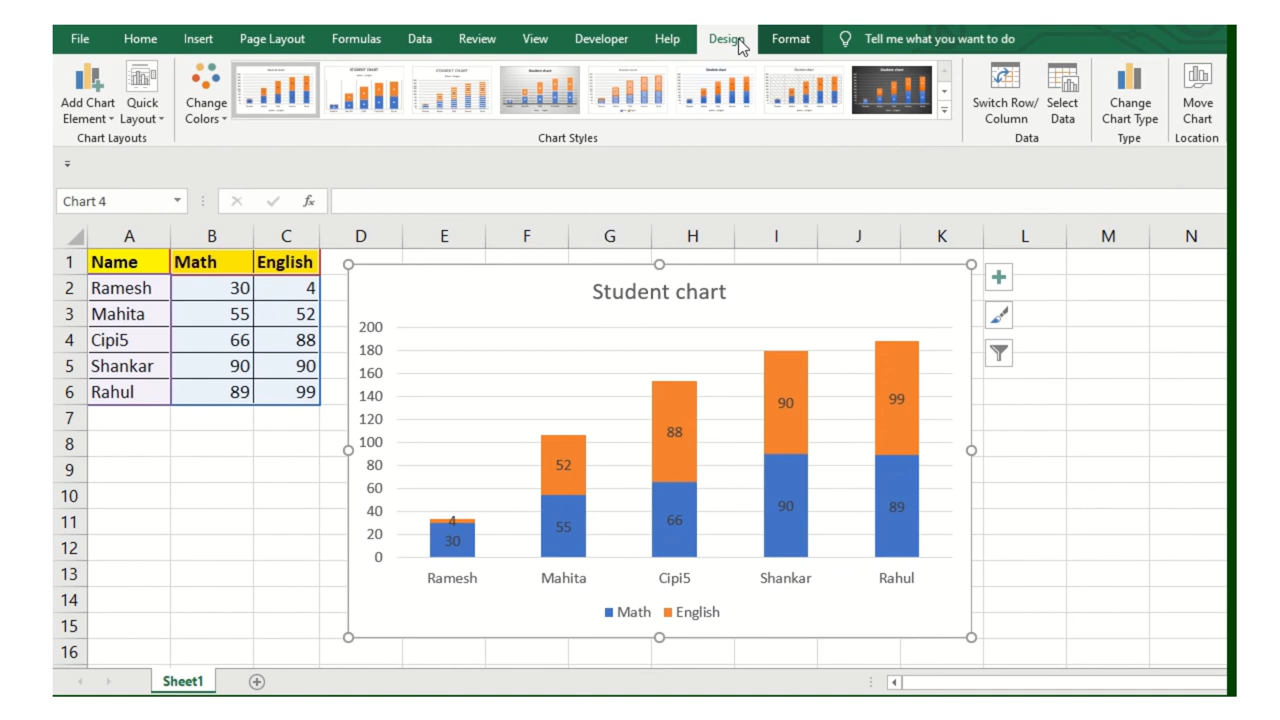 File Home Insert Page Layout Formulas Data Review View Developer Help Design Format Tell me what you want to do
Add Chart Element Quick Layout Change Colors Switch Row/ Column Select Data Change Chart Type Move Chart
Chart Layouts Chart Styles Data Type Location
Chart 4 fx
A B C D E F G H I J K L M N
1 Name Math English
2 Ramesh 30 4
3 Mahita 55 52
4 Cipi5 66 88
5 Shankar 90 90
6 Rahul 89 99
7
8
9
10
11
12
13
14
15
16
Student chart
200
180
160
140
120
100
80
60
40
20
0
4 52 88 90 99
30 55 66 90 89
Ramesh Mahita Cipi5 Shankar Rahul
Math English
Sheet1